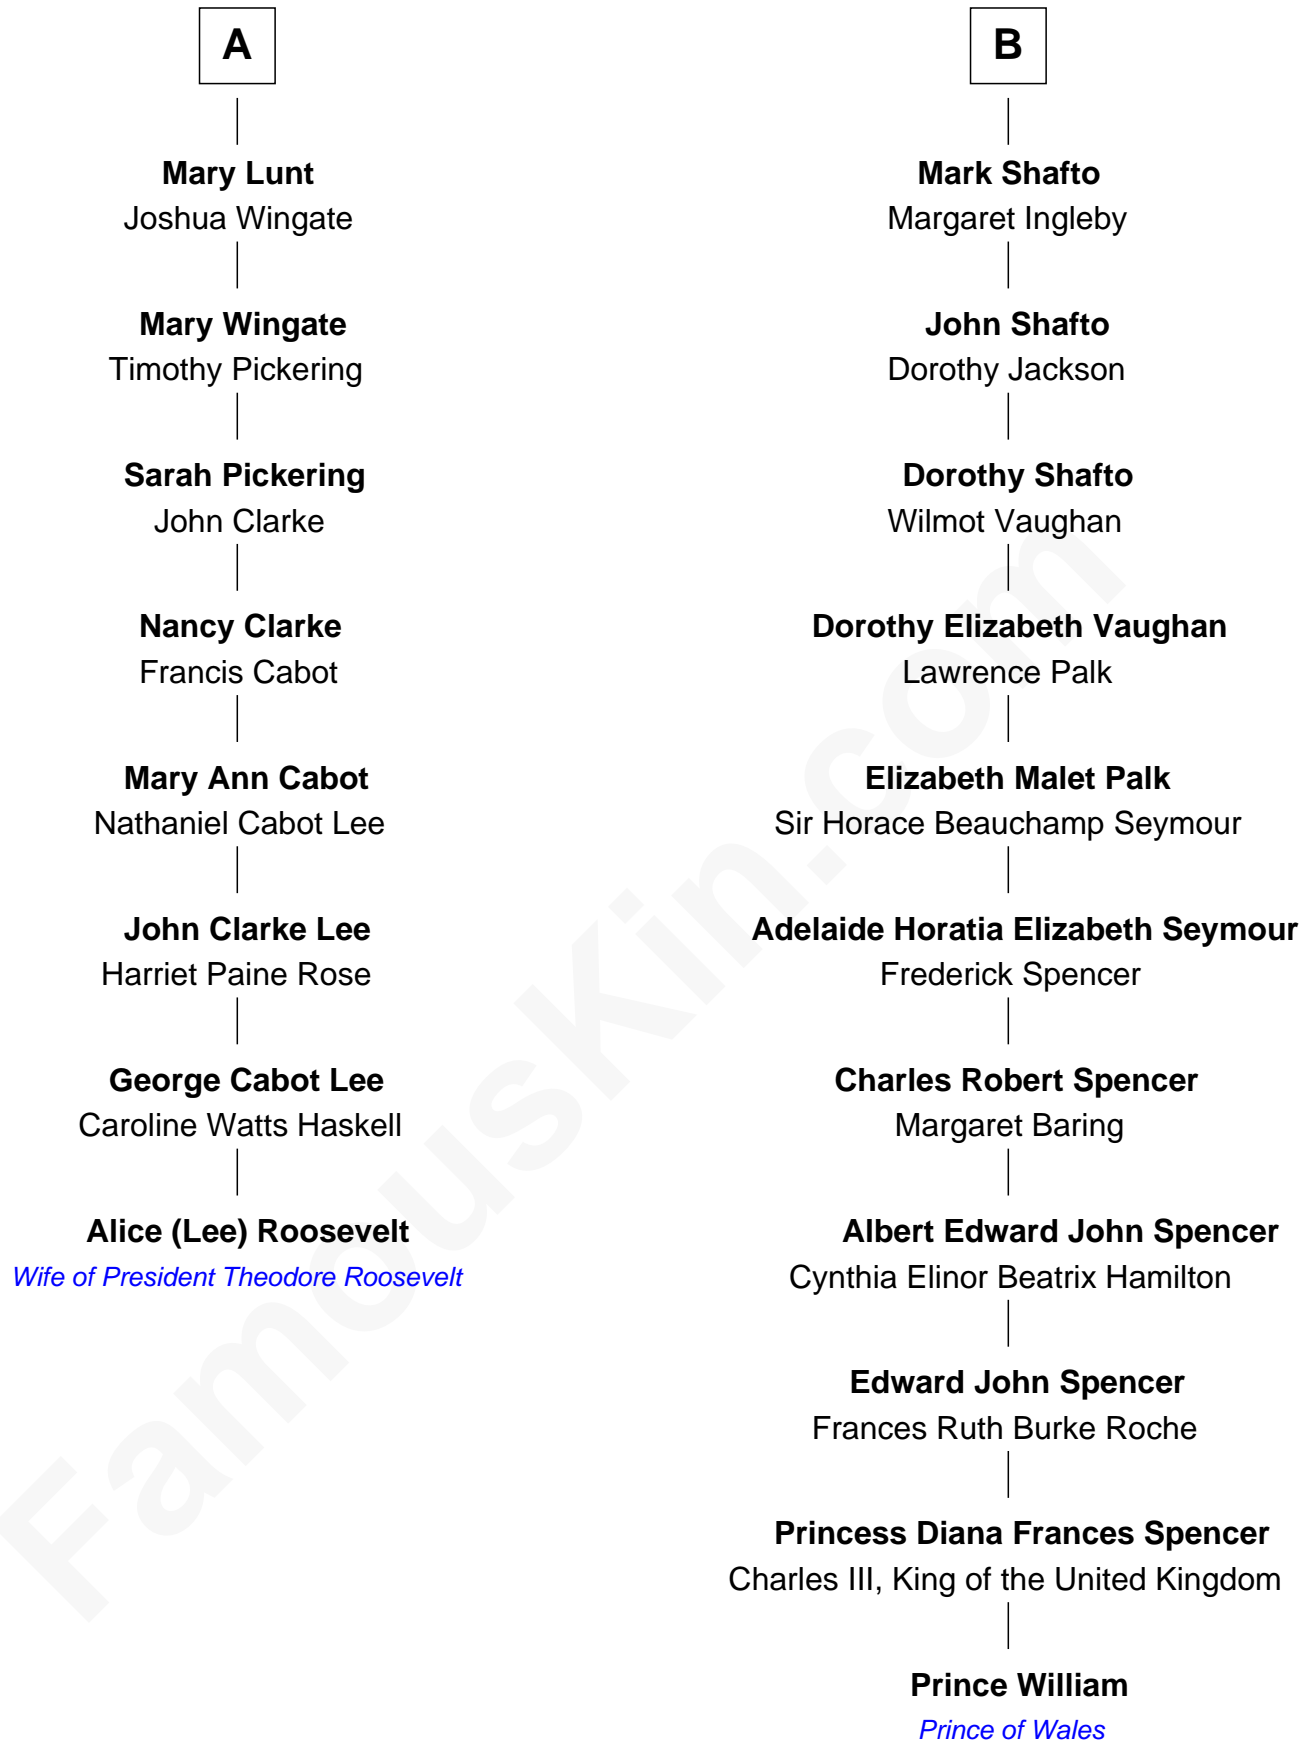 A
Mary Lunt
Joshua Wingate
Mary Wingate
Timothy Pickering
Sarah Pickering
John Clarke
Nancy Clarke
Francis Cabot
Mary Ann Cabot
Nathaniel Cabot Lee
John Clarke Lee
Harriet Paine Rose
George Cabot Lee
Caroline Watts Haskell
Alice (Lee) Roosevelt
Wife of President Theodore Roosevelt
B
Mark Shafto
Margaret Ingleby
John Shafto
Dorothy Jackson
Dorothy Shafto
Wilmot Vaughan
Dorothy Elizabeth Vaughan
Lawrence Palk
Elizabeth Malet Palk
Sir Horace Beauchamp Seymour
Adelaide Horatia Elizabeth Seymour
Frederick Spencer
Charles Robert Spencer
Margaret Baring
Albert Edward John Spencer
Cynthia Elinor Beatrix Hamilton
Edward John Spencer
Frances Ruth Burke Roche
Princess Diana Frances Spencer
Charles III, King of the United Kingdom
Prince William
Prince of Wales
FamousKin.com